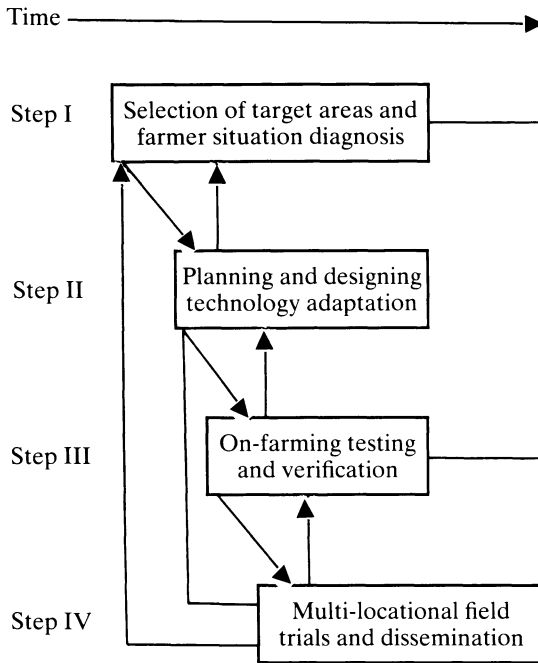 Time
Step I
Selection of target areas and
farmer situation diagnosis
Step II
Planning and designing
technology adaptation
Step III
On-farming testing
and verification
Step IV
Multi-locational field
trials and dissemination